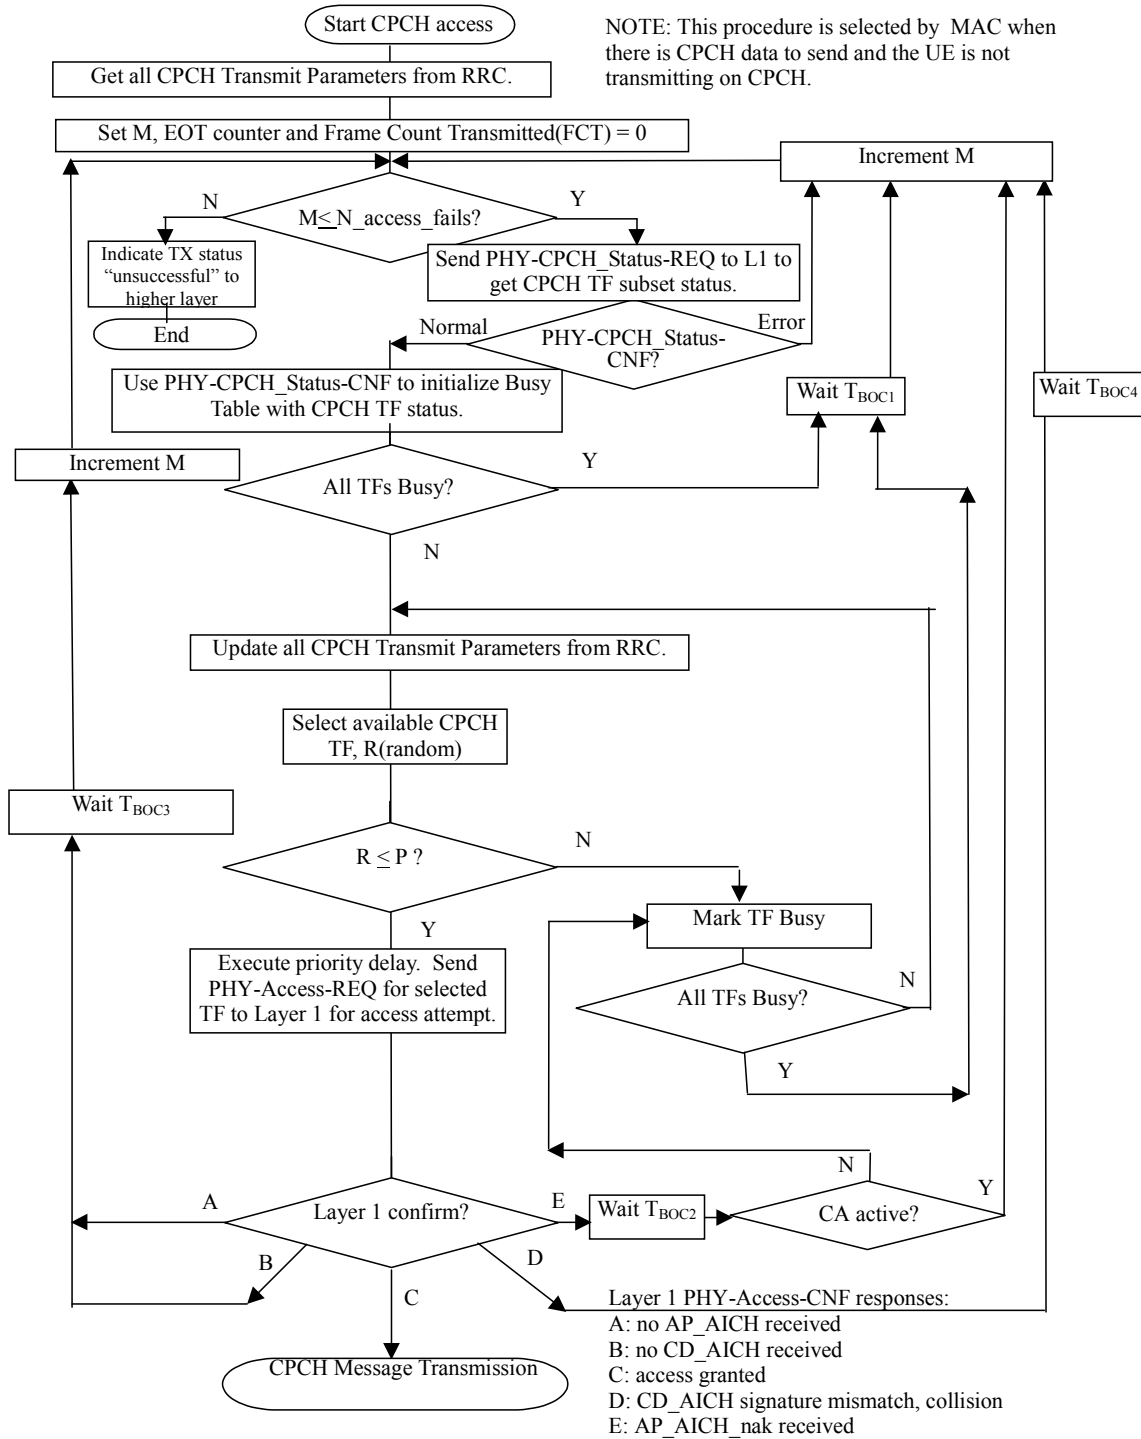 Start CPCH access
NOTE: This procedure is selected by MAC when
there is CPCH data to send and the UE is not
transmitting on CPCH.
Get all CPCH Transmit Parameters from RRC.
Set M, EOT counter and Frame Count Transmitted(FCT) = 0
Increment M
N
Y
M≤ N_access_fails?
Indicate TX status
“unsuccessful” to
higher layer
End
Send PHY-CPCH_Status-REQ to L1 to
get CPCH TF subset status.
Normal
Error
PHY-CPCH_Status-
CNF?
Use PHY-CPCH_Status-CNF to initialize Busy
Table with CPCH TF status.
Wait TBOC1
Wait TBOC4
Increment M
All TFs Busy?
Y
N
Update all CPCH Transmit Parameters from RRC.
Select available CPCH
TF, R(random)
Wait TBOC3
R ≤ P ?
N
Y
Mark TF Busy
Execute priority delay. Send
PHY-Access-REQ for selected
TF to Layer 1 for access attempt.
All TFs Busy?
N
Y
N
Y
A
Layer 1 confirm?
E
Wait TBOC2
CA active?
B
D
C
CPCH Message Transmission
Layer 1 PHY-Access-CNF responses:
A: no AP_AICH received
B: no CD_AICH received
C: access granted
D: CD_AICH signature mismatch, collision
E: AP_AICH_nak received